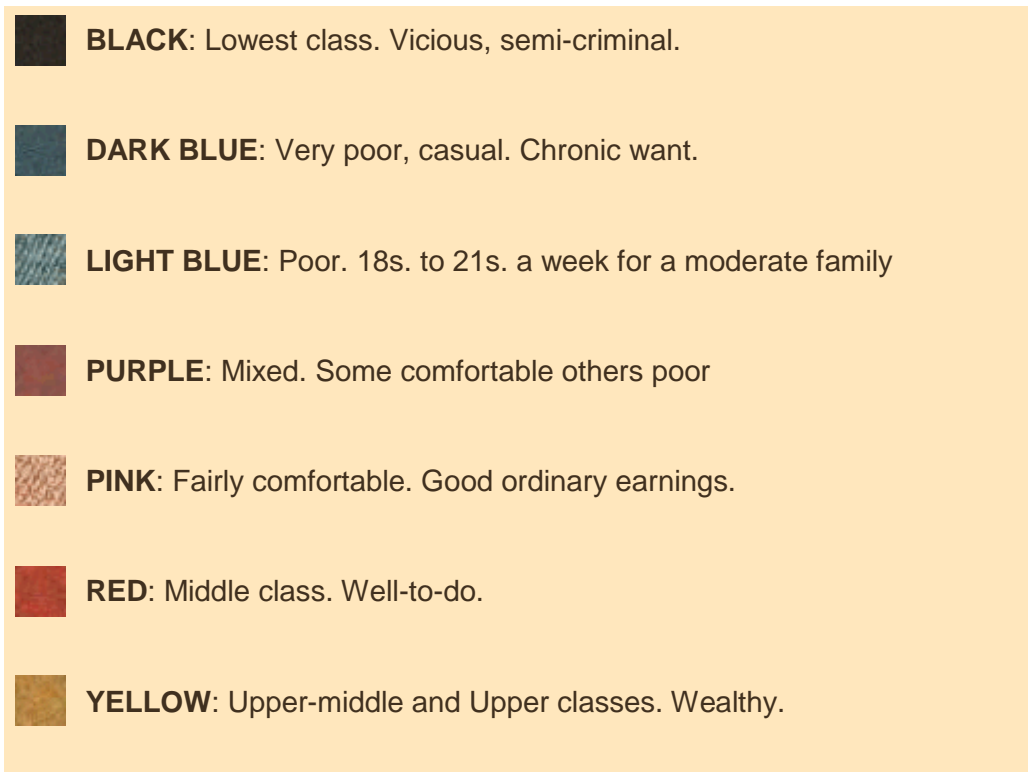 BLACK: Lowest class. Vicious, semi-criminal.
DARK BLUE: Very poor, casual. Chronic want.
LIGHT BLUE: Poor. 18s. to 21s. a week for a moderate family
PURPLE: Mixed. Some comfortable others poor
PINK: Fairly comfortable. Good ordinary earnings.
RED: Middle class. Well-to-do.
YELLOW: Upper-middle and Upper classes. Wealthy.